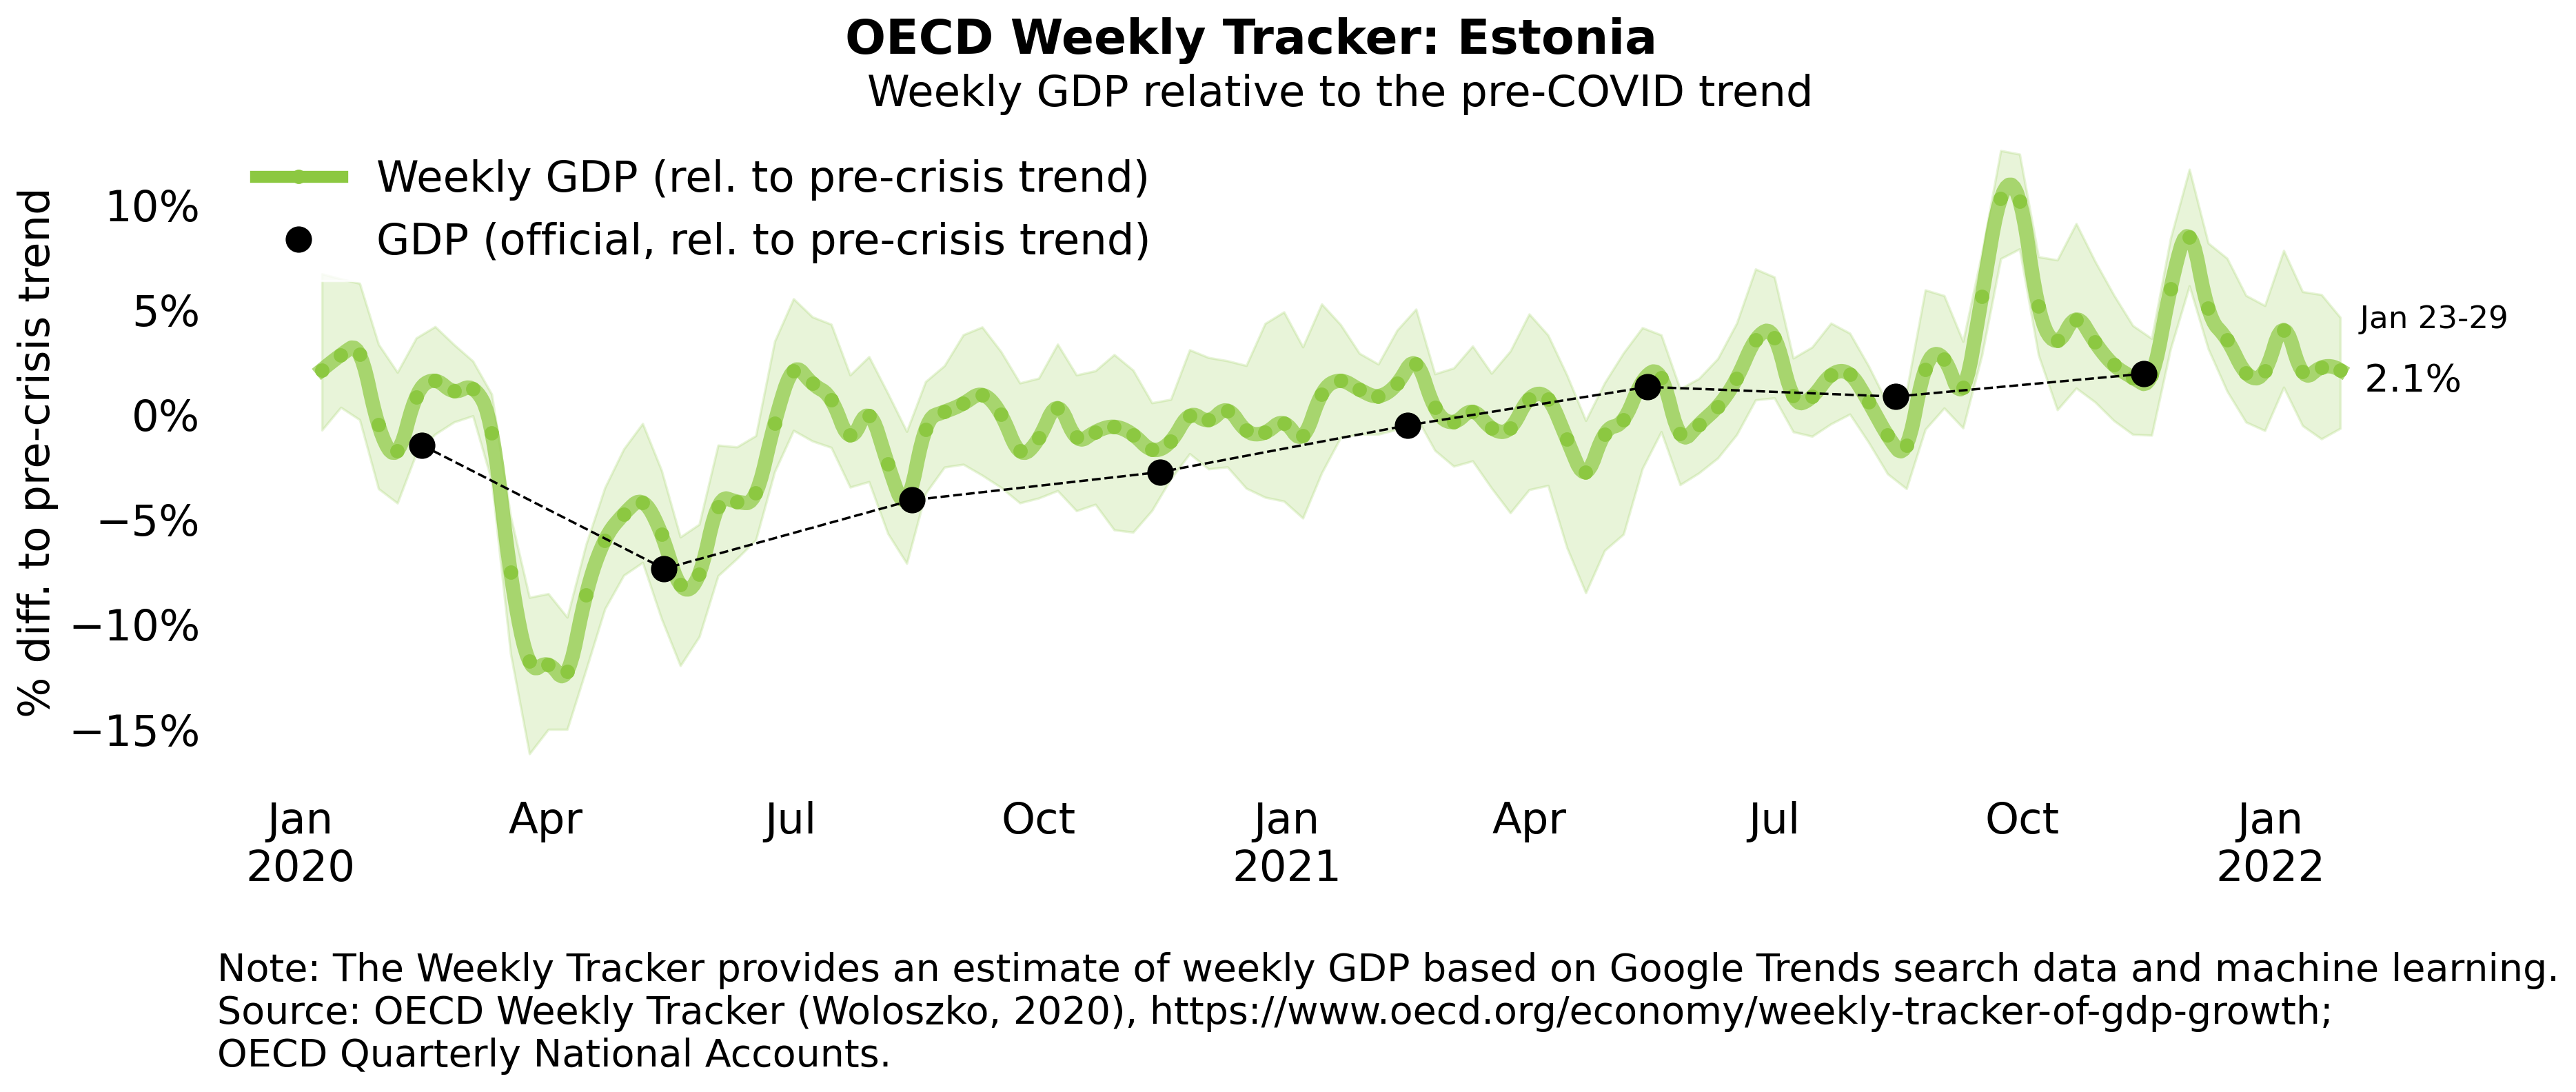 OECD Weekly Tracker: Estonia
Weekly GDP relative to the pre-COVID trend
Weekly GDP (rel. to pre-crisis trend)
GDP (official, rel. to pre-crisis trend)
% diff. to pre-crisis trend
10%
5%
0%
−5%
−10%
−15%
Jan 23-29
2.1%
Jan Apr Jul Oct Jan Apr Jul Oct Jan
2020 2021 2022
Note: The Weekly Tracker provides an estimate of weekly GDP based on Google Trends search data and machine learning.
Source: OECD Weekly Tracker (Woloszko, 2020), https://www.oecd.org/economy/weekly-tracker-of-gdp-growth;
OECD Quarterly National Accounts.